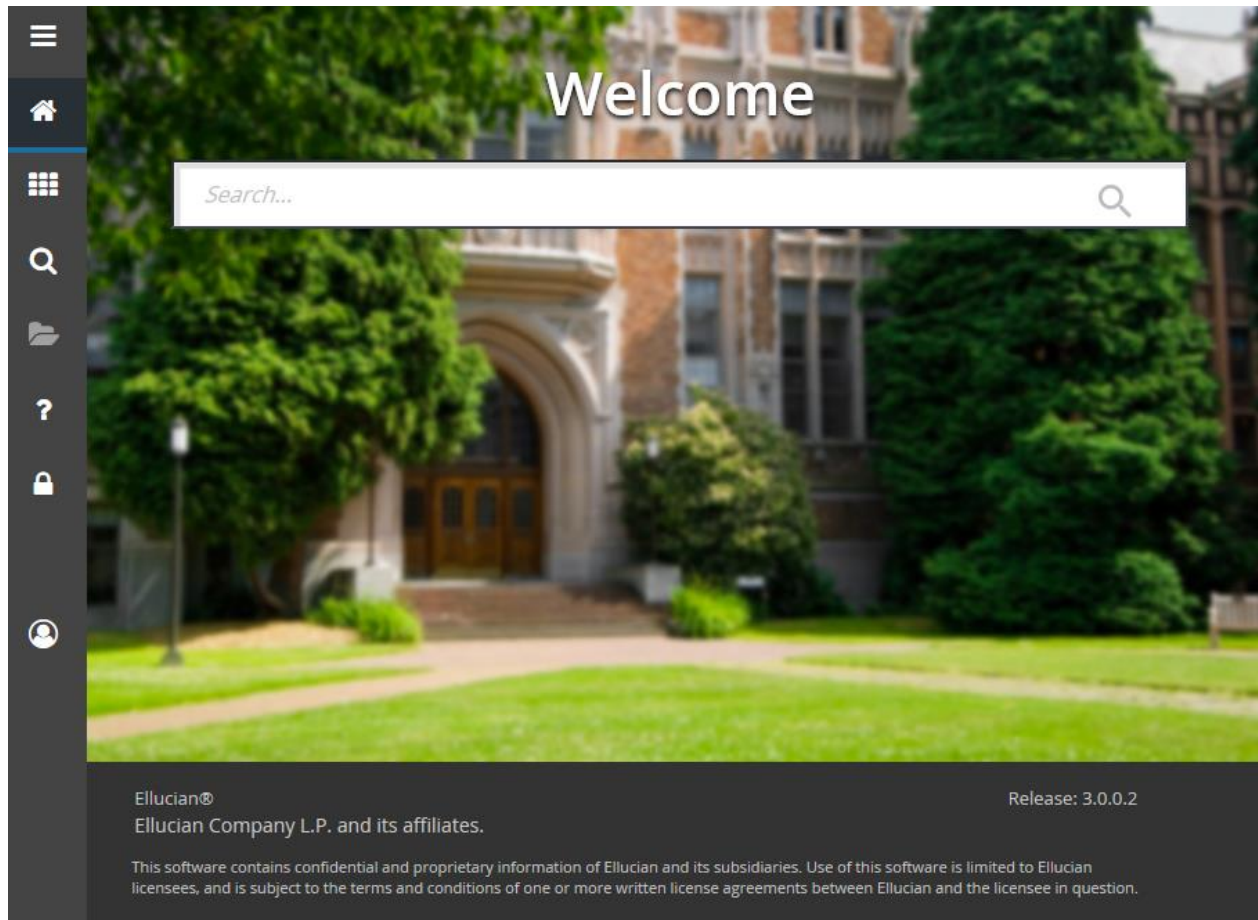 Welcome
Search...
?
Ellucian®
Release: 3.0.0.2
Ellucian Company L.P. and its affiliates.
This software contains confidential and proprietary information of Ellucian and its subsidiaries. Use of this software is limited to Ellucian
licensees, and is subject to the terms and conditions of one or more written license agreements between Ellucian and the licensee in question.